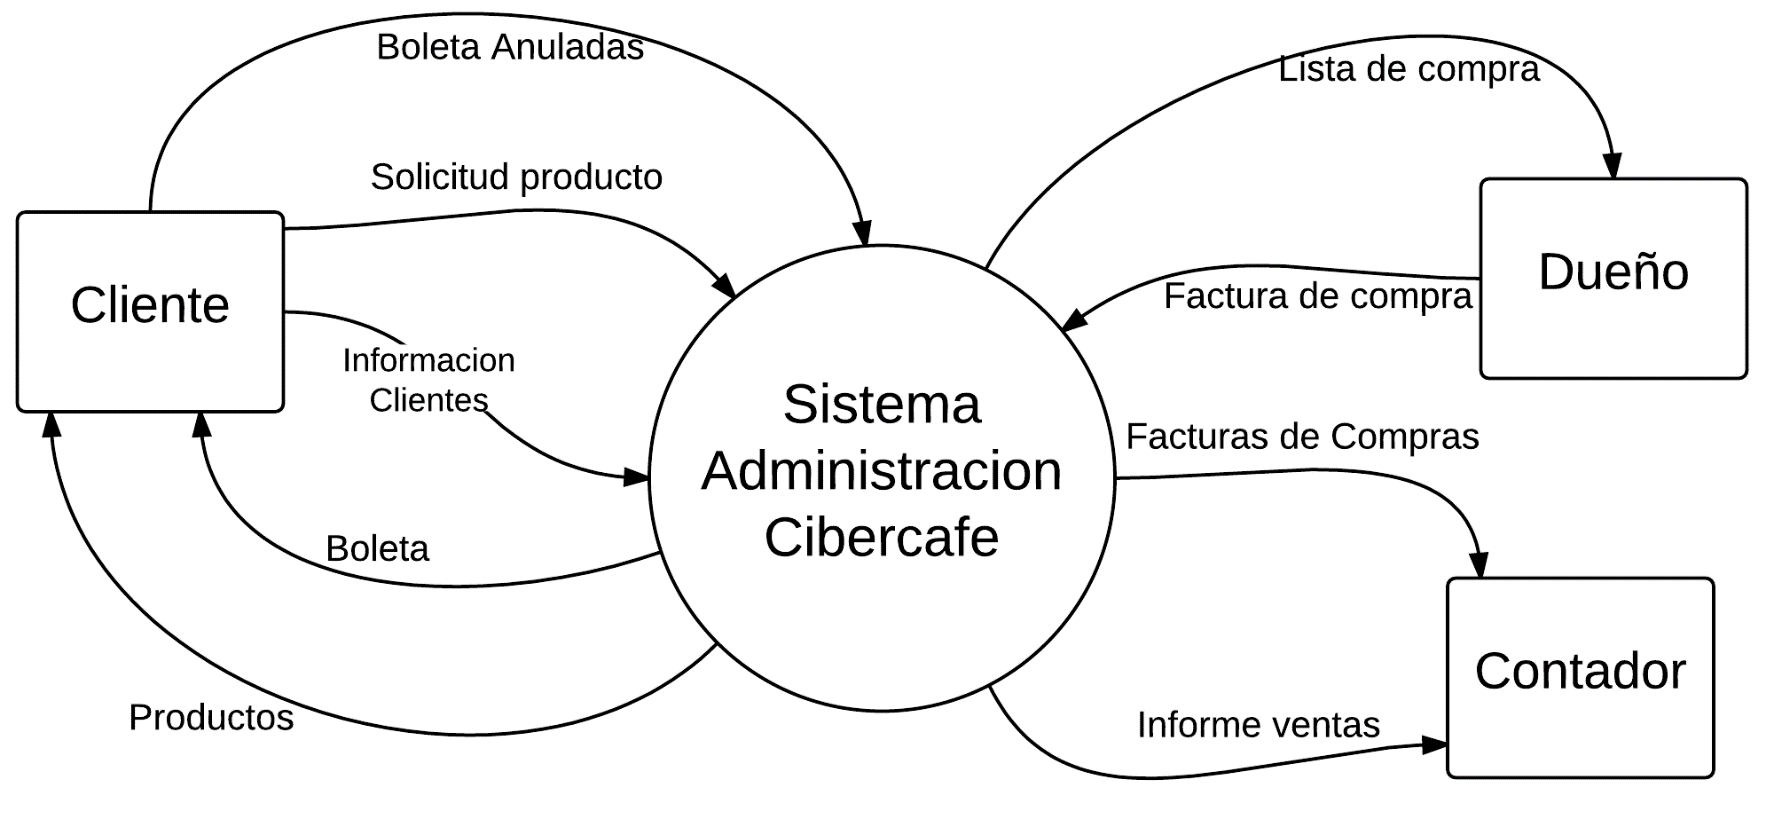 Boleta Anuladas
Lista de compra
Solicitud producto
Cliente
Dueño
Factura de compra
Informacion
Clientes
Sistema
Administracion
Cibercafe
Facturas de Compras
Boleta
Contador
Productos
Informe ventas